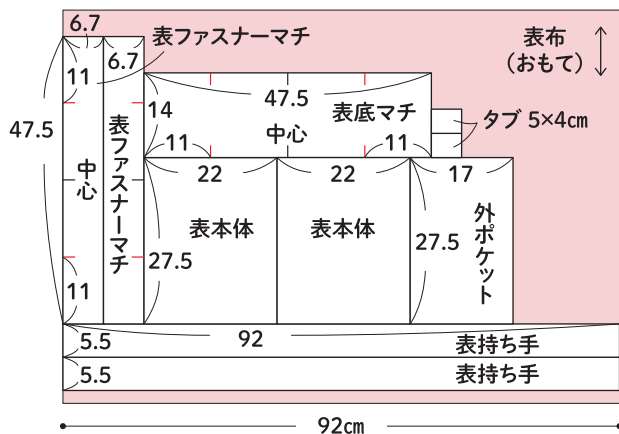 6.7
表ファスナーマチ
6.7
11
表布
(おもて)
47.5
47.5
14
中心
表底マチ
タブ 5×4cm
11
11
中心
表ファスナーマチ
22
22
17
表本体
表本体
外ポケット
27.5
27.5
11
92
5.5
表持ち手
5.5
表持ち手
92cm